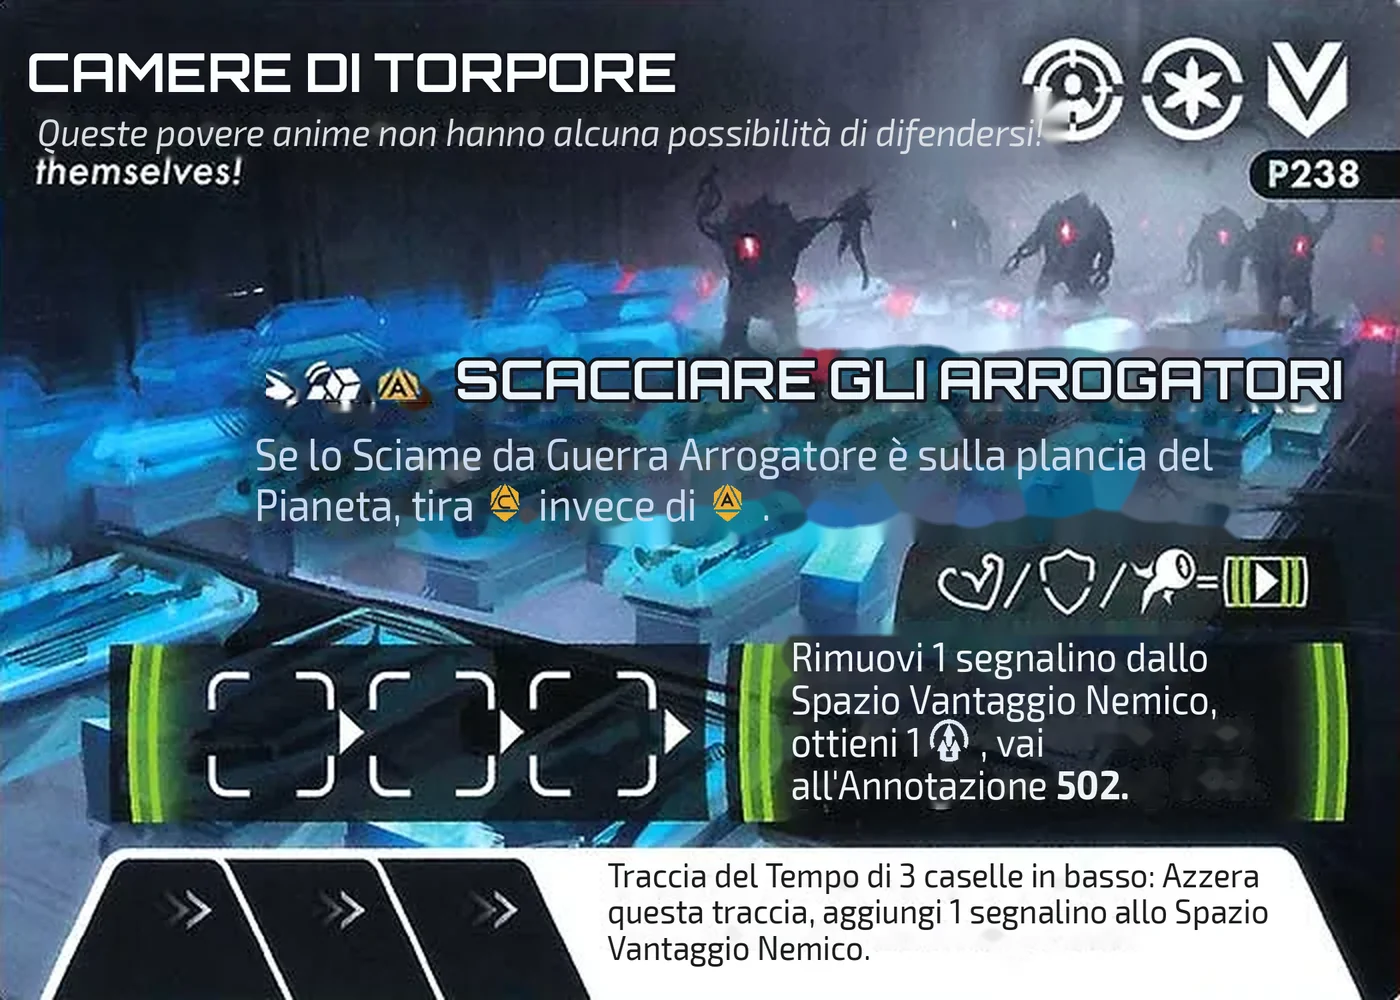 CAMERE DI TORPORE
Queste povere anime non hanno alcuna possibilità di difendersi!
themselves!
P238
A SCACCIARE GLI ARROGATORI
Se lo Sciame da Guerra Arrogatore è sulla plancia del
Pianeta, tira C invece di A .
/ / =
Rimuovi 1 segnalino dallo
Spazio Vantaggio Nemico,
ottieni 1 , vai
all'Annotazione 502.
Traccia del Tempo di 3 caselle in basso: Azzera
questa traccia, aggiungi 1 segnalino allo Spazio
Vantaggio Nemico.